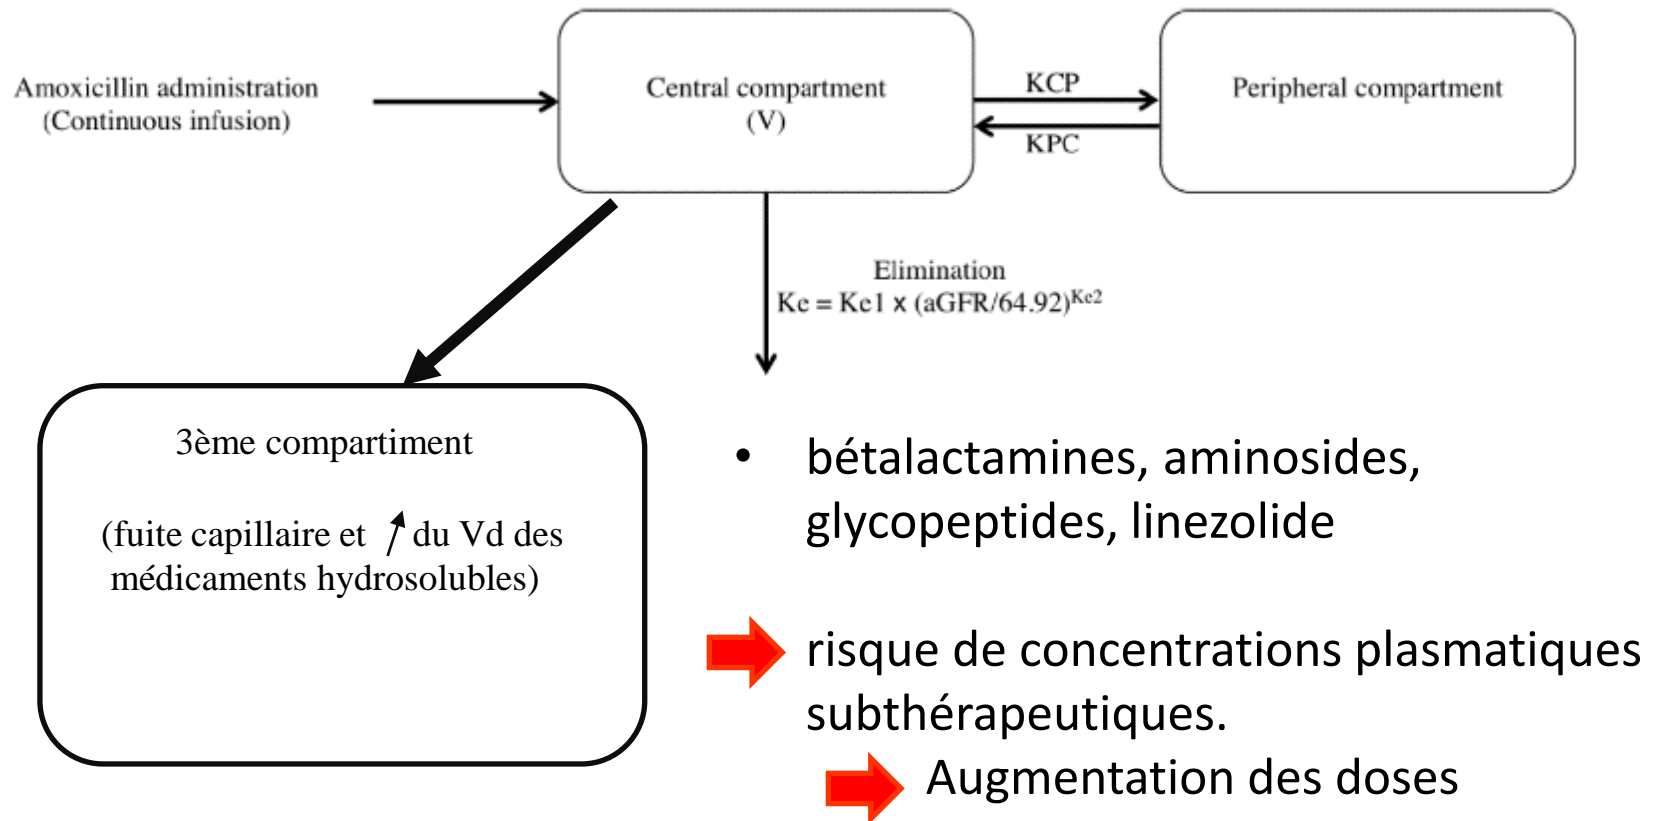 Amoxicillin administration
(Continuous infusion)
Central compartment
(V)
KCP
KPC
Peripheral compartment
Elimination
Ke = Ke1 x (aGFR/64.92)^Ke2
3ème compartiment
(fuite capillaire et ↗ du Vd des
médicaments hydrosolubles)
• bétalactamines, aminosides,
glycopeptides, linezolide
risque de concentrations plasmatiques
subthérapeutiques.
Augmentation des doses